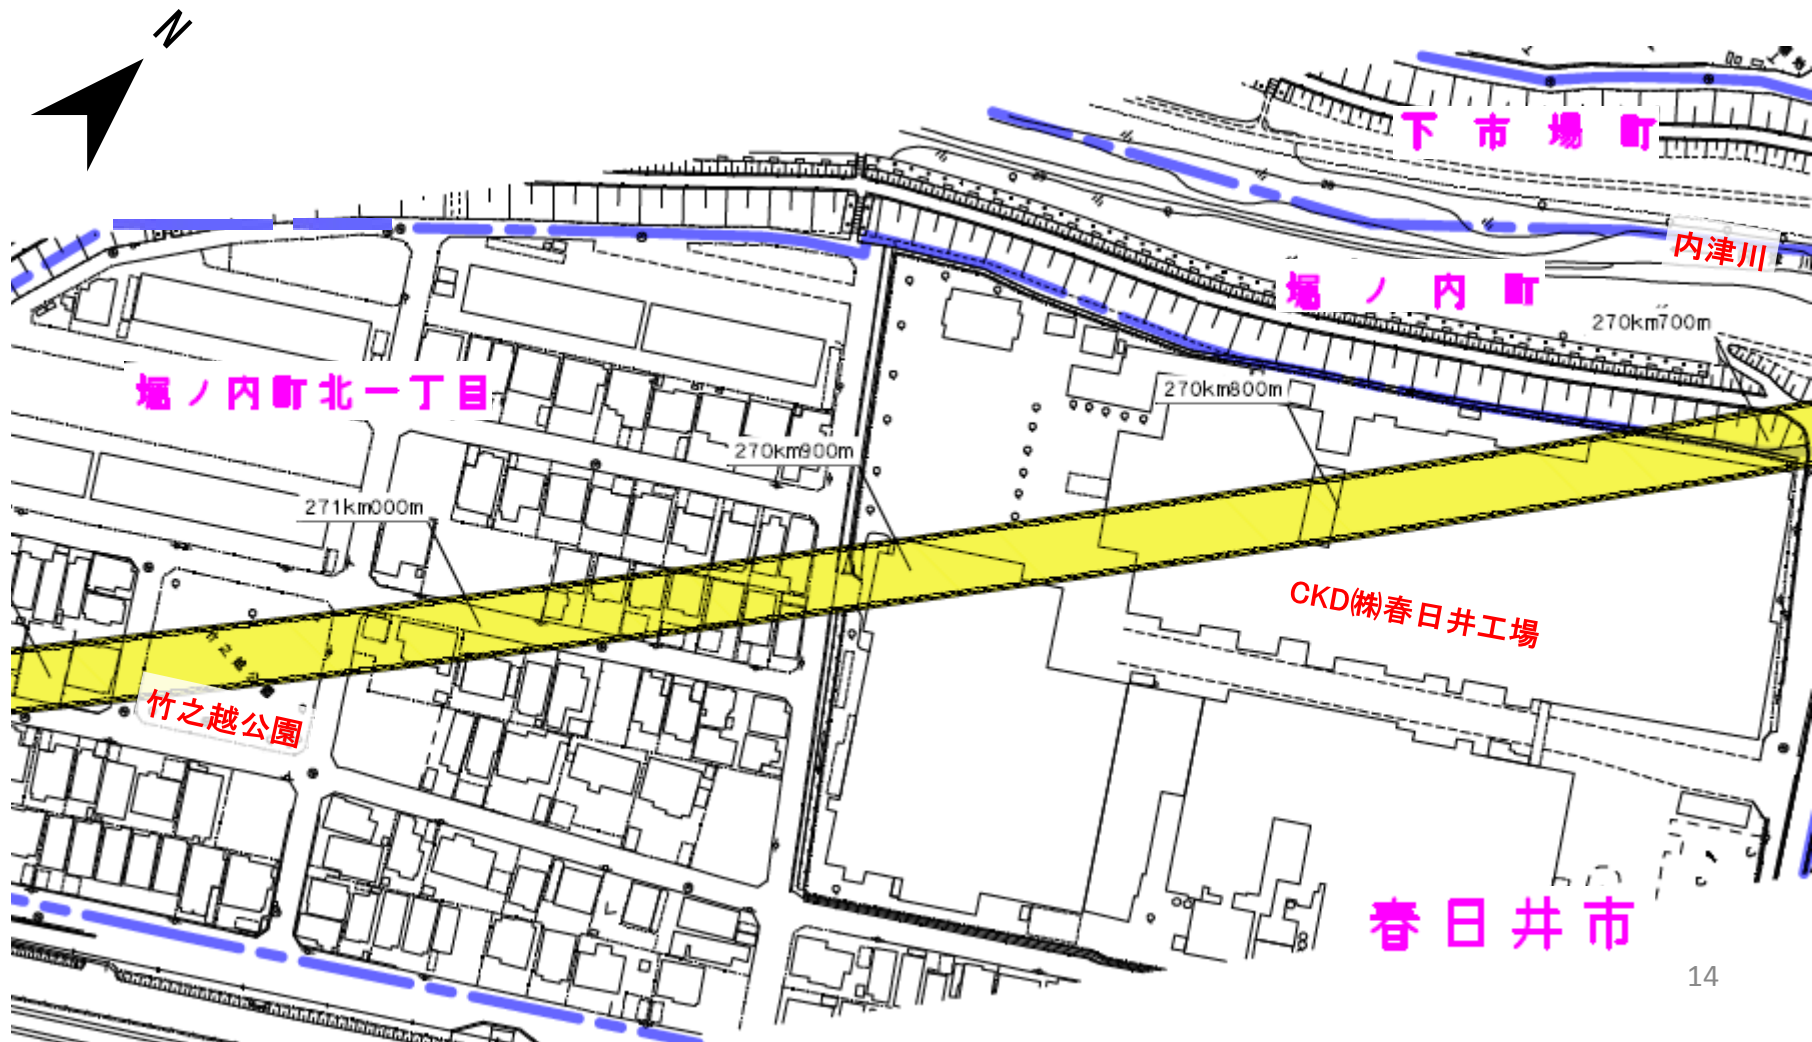 N
下市場町
内津川
堀ノ内町
270km700m
270km800m
堀ノ内町北一丁目
270km900m
271km000m
CKD㈱春日井工場
竹之越公園
春日井市
14